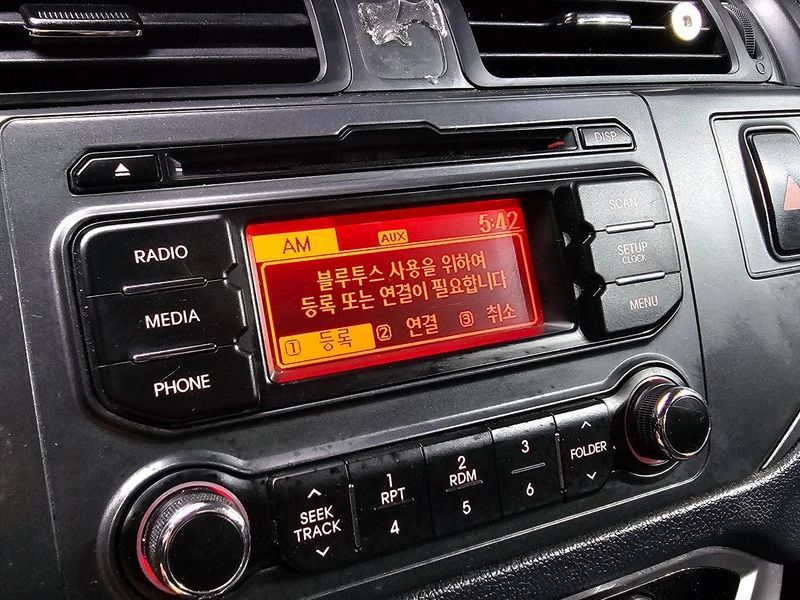 DISP
RADIO
MEDIA
PHONE
AM AUX 5:42
블루투스 사용을 위하여
등록 또는 연결이 필요합니다
① 등록 ② 연결 ③ 취소
SCAN
SETUP
CLOCK
MENU
SEEK
TRACK
1
RPT
4
2
RDM
5
3
6
FOLDER